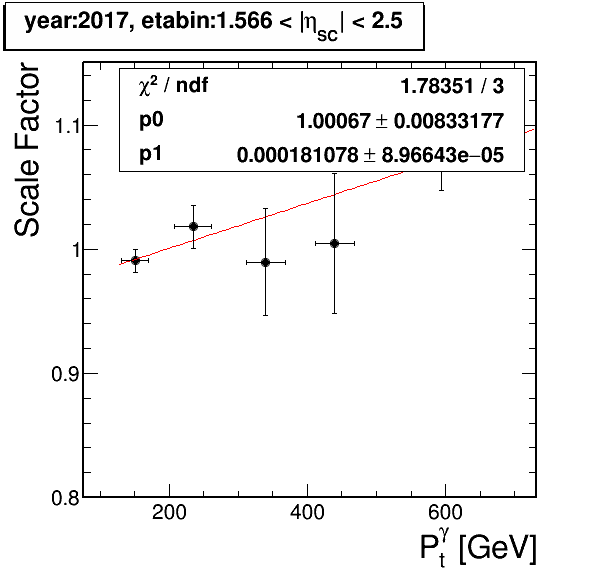 year:2017, etabin:1.566 < |η_SC| < 2.5
χ² / ndf 1.78351 / 3
p0 1.00067 ± 0.00833177
p1 0.000181078 ± 8.96643e−05
Scale Factor
1.1
1
0.9
0.8
200 400 600
P_t^γ [GeV]